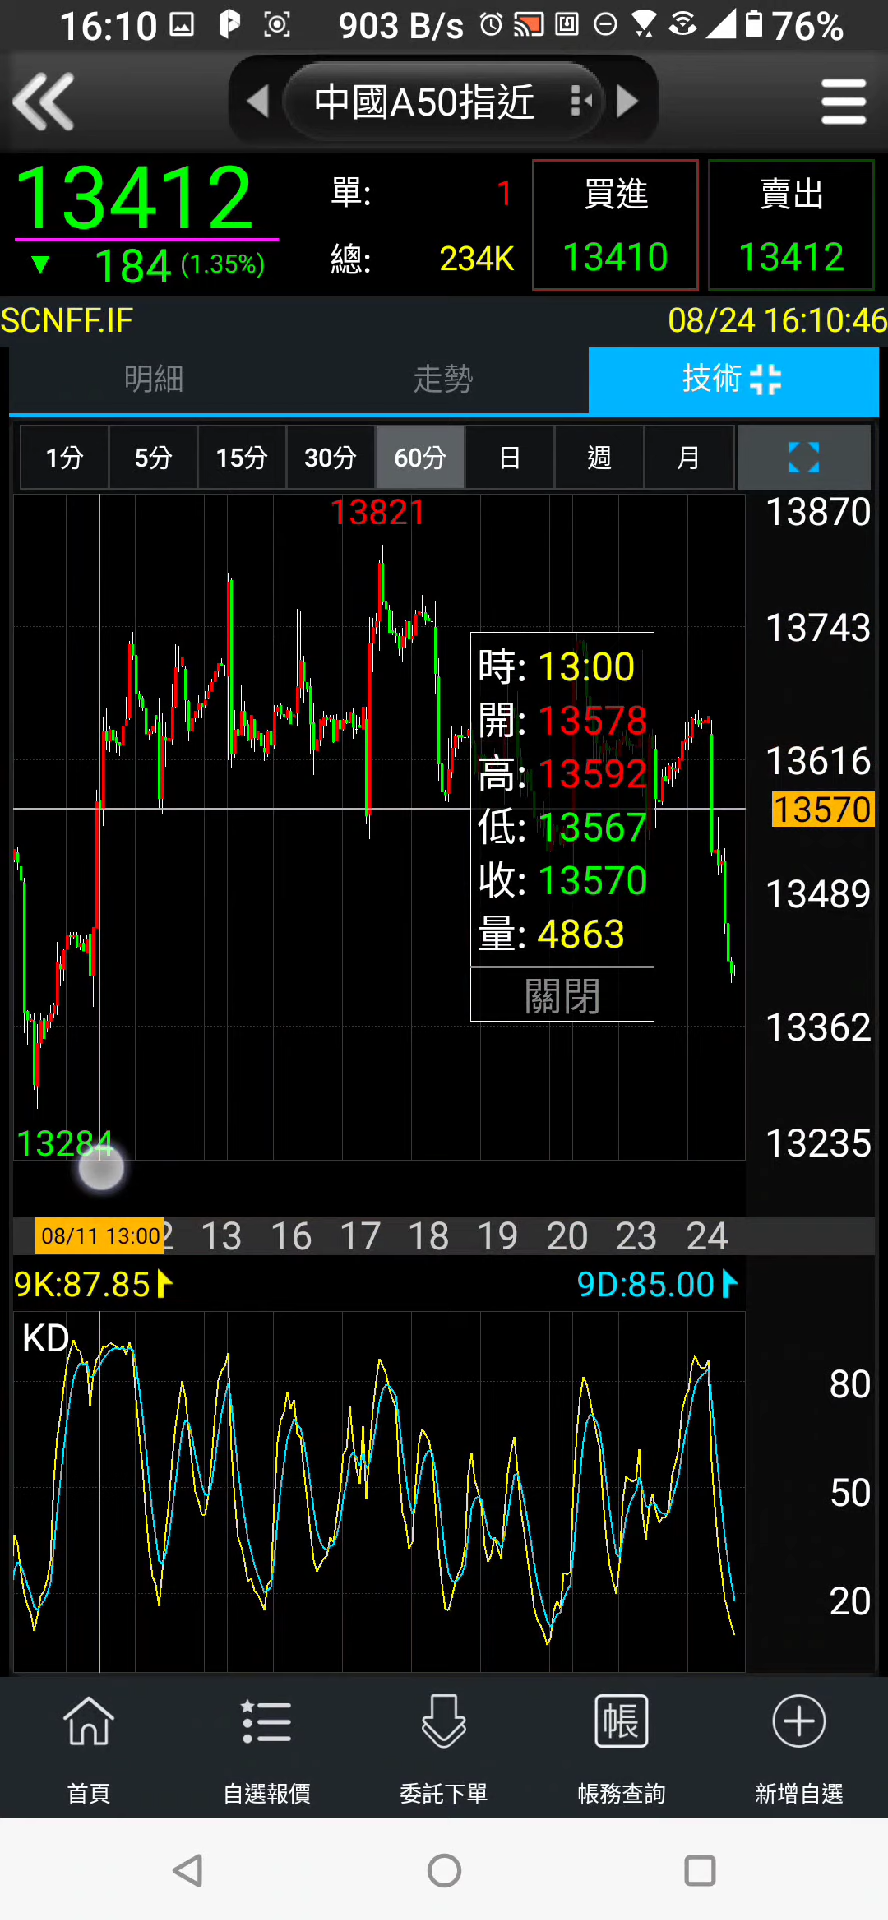 16:10 903 B/s 76%
中國A50指近
13412 單: 1 買進 賣出
▼ 184 (1.35%) 總: 234K 13410 13412
SCNFF.IF 08/24 16:10:46
明細 走勢 技術
1分 5分 15分 30分 60分 日 週 月
13821 13870
13743
時: 13:00
開: 13578
高: 13592 13616
13570
低: 13567
收: 13570 13489
量: 4863
關閉
13362
13284 13235
08/11 13:00 2 13 16 17 18 19 20 23 24
9K:87.85 9D:85.00
KD
80
50
20
帳
首頁 自選報價 委託下單 帳務查詢 新增自選